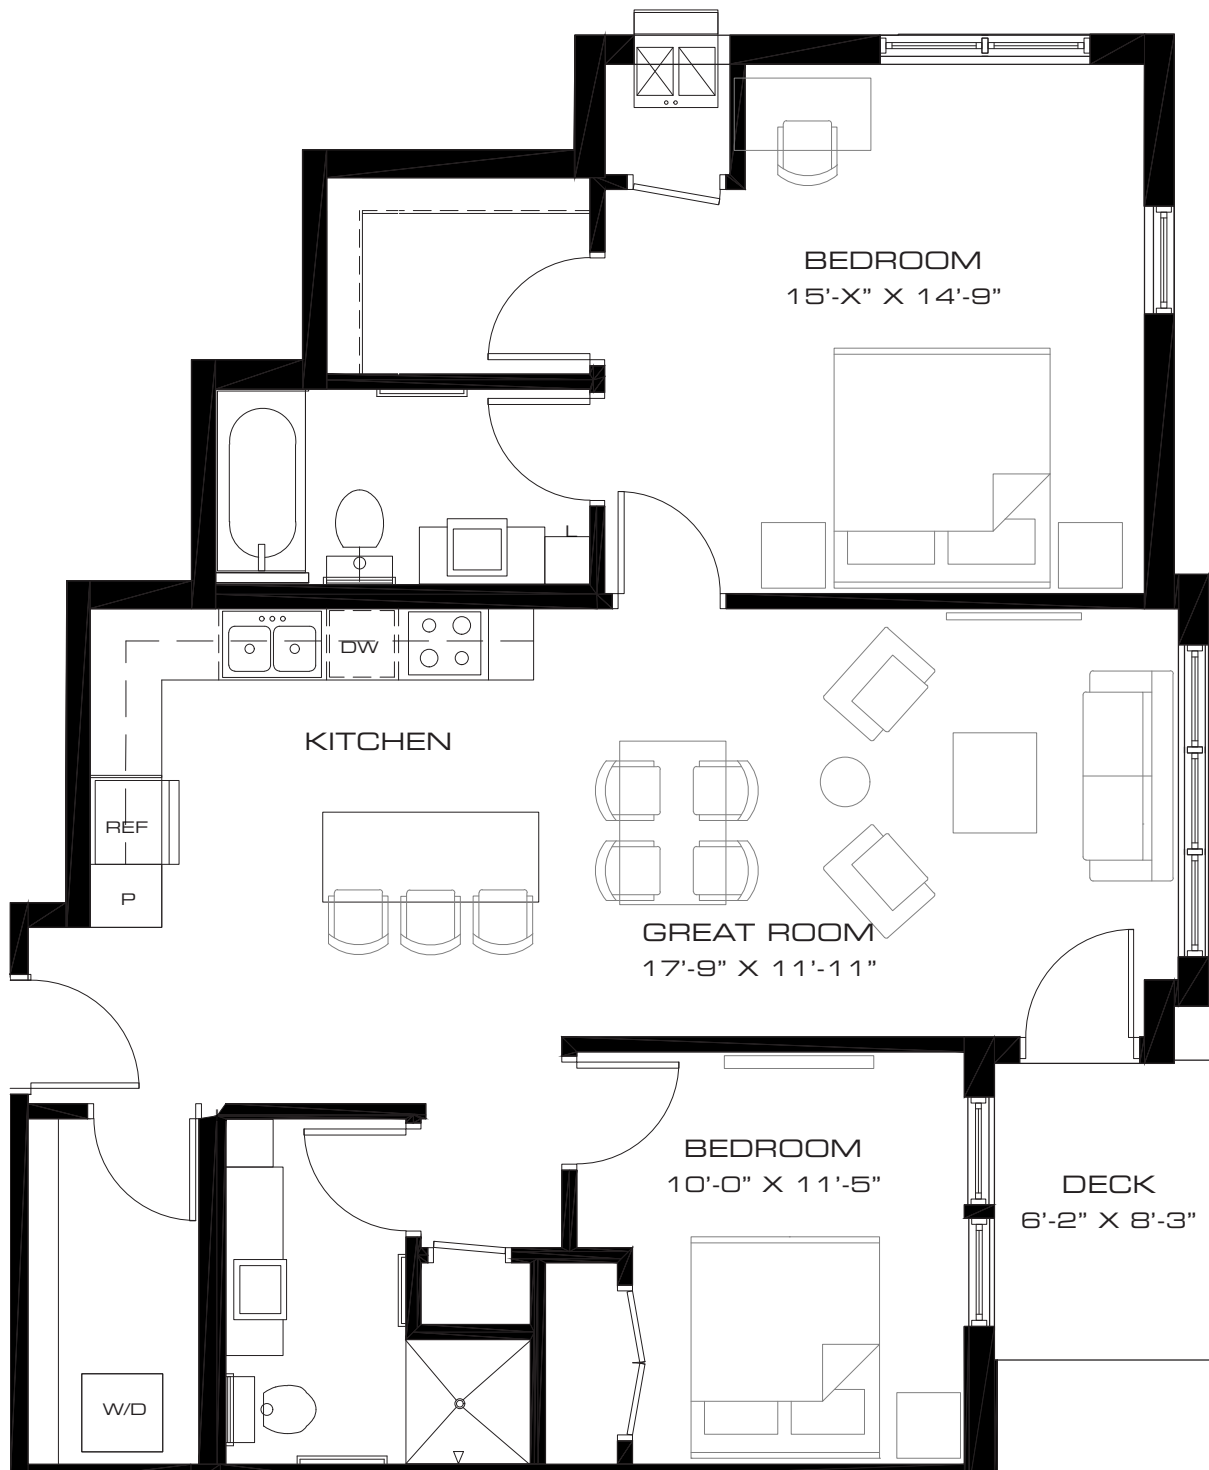 BEDROOM
15'-X" X 14'-9"
L
DW
KITCHEN
REF
P
GREAT ROOM
17'-9" X 11'-11"
BEDROOM
10'-0" X 11'-5"
DECK
6'-2" X 8'-3"
W/D